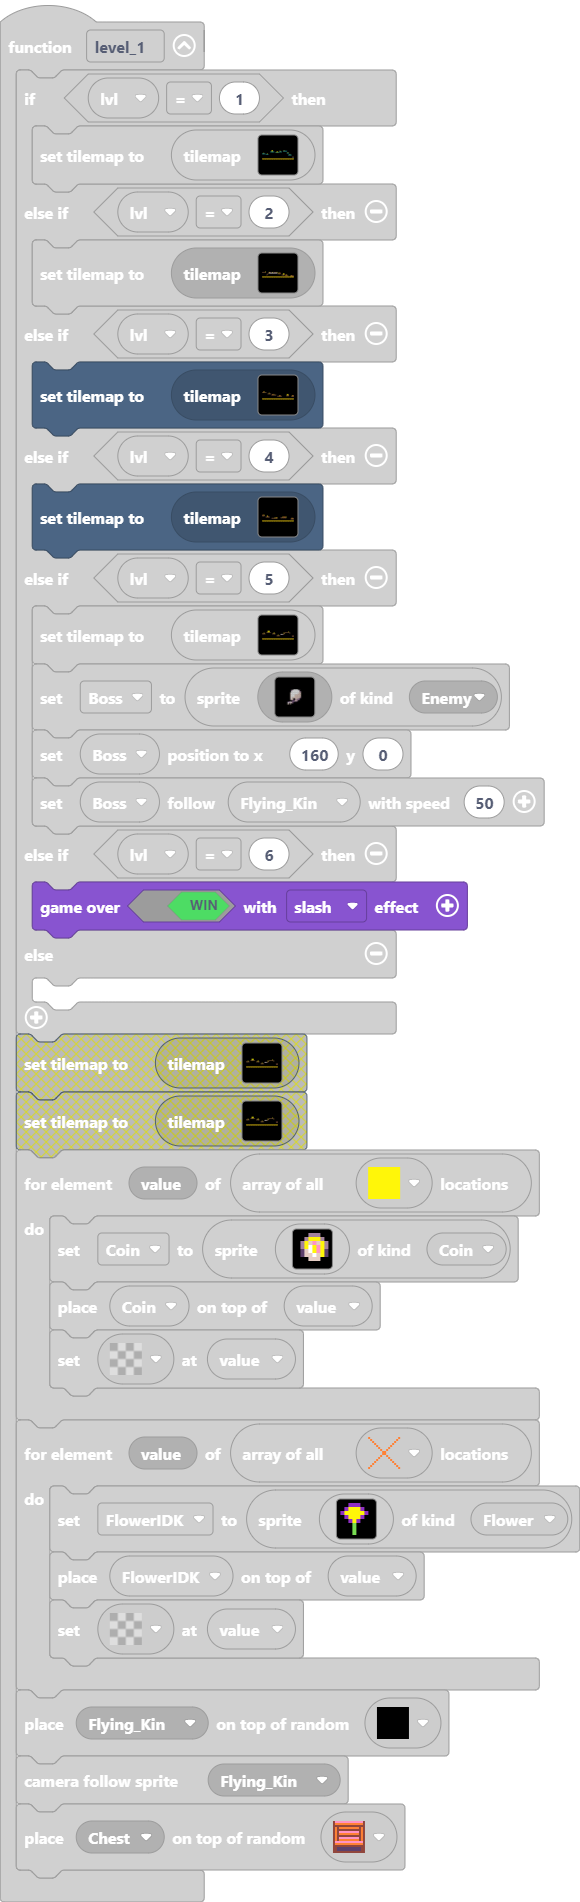 function level_1
if lvl = 1 then
set tilemap to tilemap
else if lvl = 2 then
set tilemap to tilemap
else if lvl = 3 then
set tilemap to tilemap
else if lvl = 4 then
set tilemap to tilemap
else if lvl = 5 then
set tilemap to tilemap
set Boss to sprite of kind Enemy
set Boss position to x 160 y 0
set Boss follow Flying_Kin with speed 50
else if lvl = 6 then
game over WIN with slash effect
else
set tilemap to tilemap
set tilemap to tilemap
for element value of array of all locations
do
set Coin to sprite of kind Coin
place Coin on top of value
set at value
for element value of array of all locations
do
set FlowerIDK to sprite of kind Flower
place FlowerIDK on top of value
set at value
place Flying_Kin on top of random
camera follow sprite Flying_Kin
place Chest on top of random